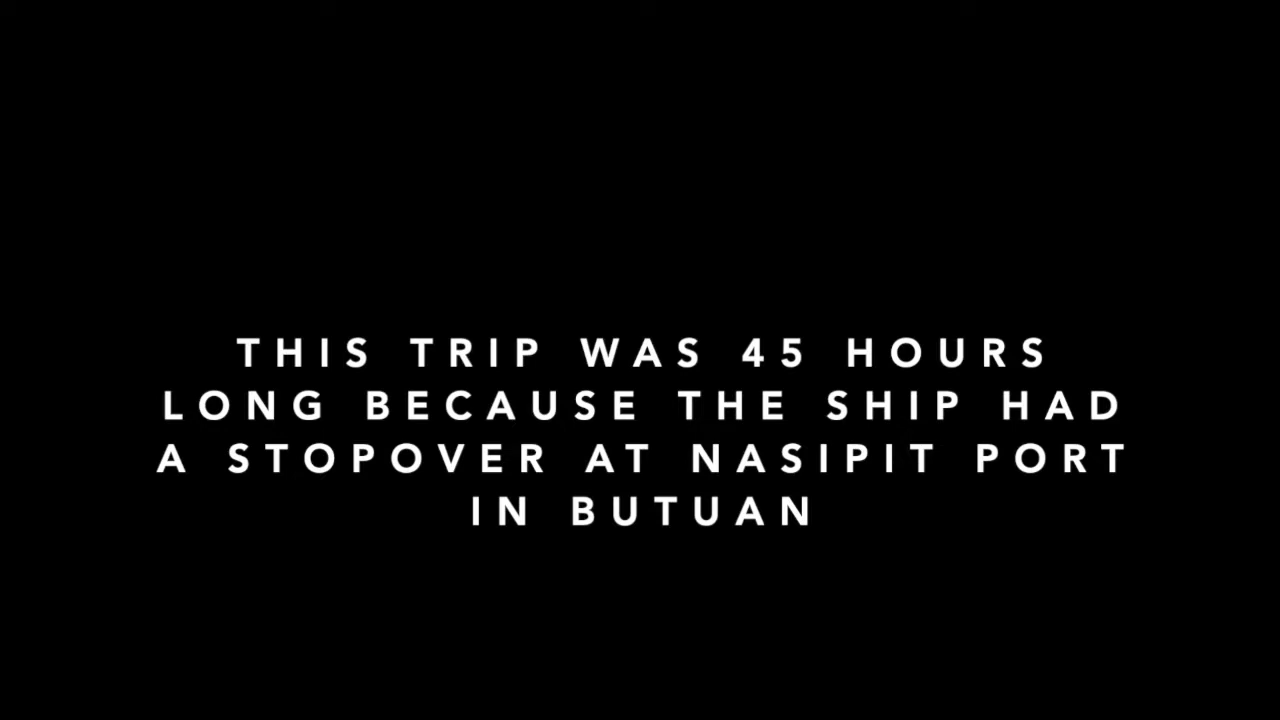 THIS TRIP WAS 45 HOURS
LONG BECAUSE THE SHIP HAD
A STOPOVER AT NASIPIT PORT
IN BUTUAN